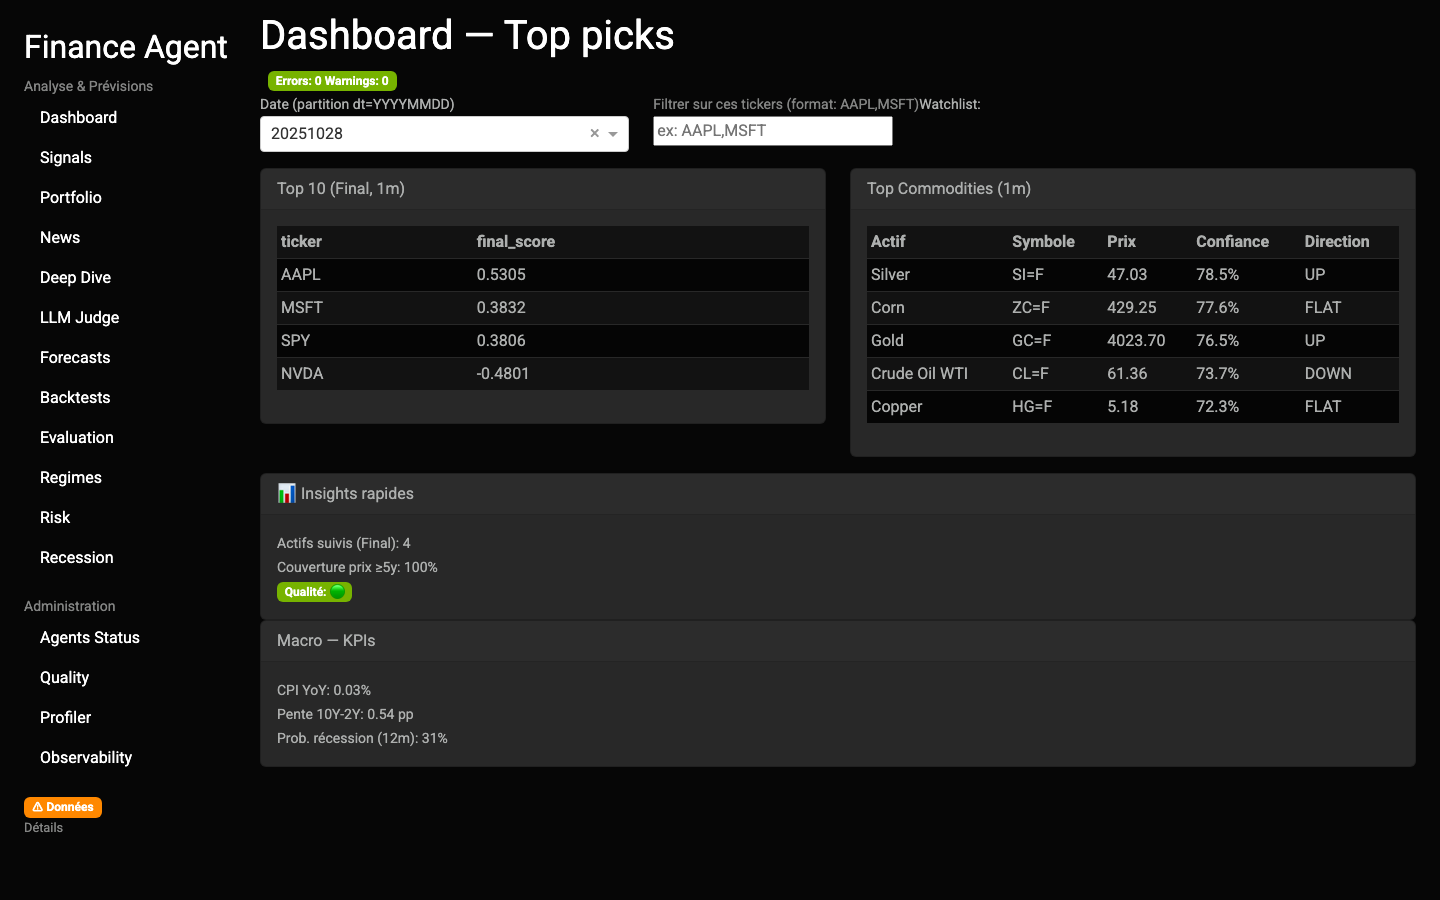 Finance Agent
Analyse & Prévisions
Dashboard
Signals
Portfolio
News
Deep Dive
LLM Judge
Forecasts
Backtests
Evaluation
Regimes
Risk
Recession
Administration
Agents Status
Quality
Profiler
Observability
⚠ Données
Détails
Dashboard — Top picks
Errors: 0 Warnings: 0
Date (partition dt=YYYYMMDD)
20251028 ×
Filtrer sur ces tickers (format: AAPL,MSFT)Watchlist:
ex: AAPL,MSFT
Top 10 (Final, 1m)
ticker final_score
AAPL 0.5305
MSFT 0.3832
SPY 0.3806
NVDA -0.4801
Top Commodities (1m)
Actif Symbole Prix Confiance Direction
Silver SI=F 47.03 78.5% UP
Corn ZC=F 429.25 77.6% FLAT
Gold GC=F 4023.70 76.5% UP
Crude Oil WTI CL=F 61.36 73.7% DOWN
Copper HG=F 5.18 72.3% FLAT
📊 Insights rapides
Actifs suivis (Final): 4
Couverture prix ≥5y: 100%
Qualité: 🟢
Macro — KPIs
CPI YoY: 0.03%
Pente 10Y-2Y: 0.54 pp
Prob. récession (12m): 31%